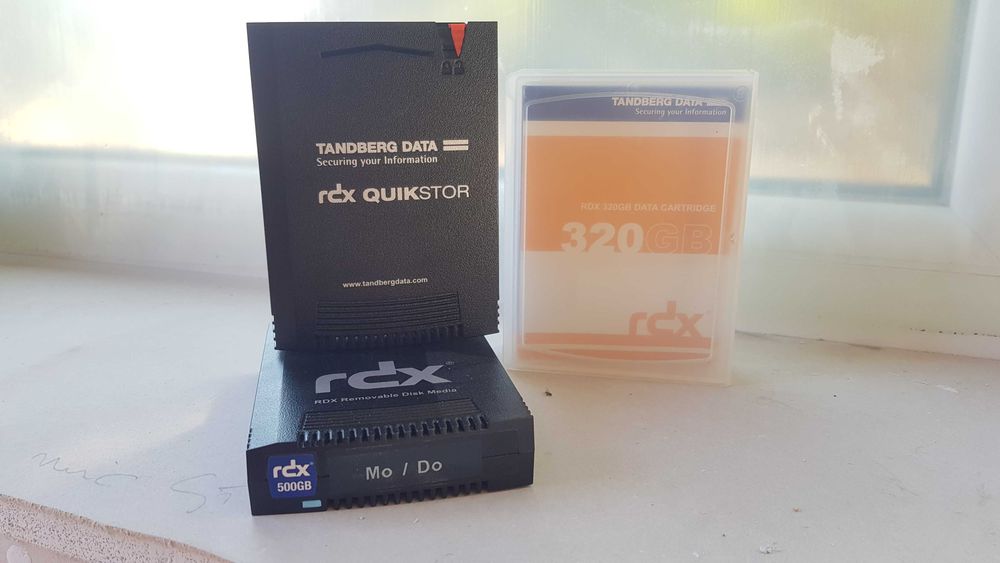 TANDBERG DATA
Securing your Information
rdx QUIKSTOR
www.tandbergdata.com
rdx®
RDX Removable Disk Media
rdx®
500GB
Mo / Do
TANDBERG DATA
Securing your Information
RDX 320GB DATA CARTRIDGE
320GB
rdx